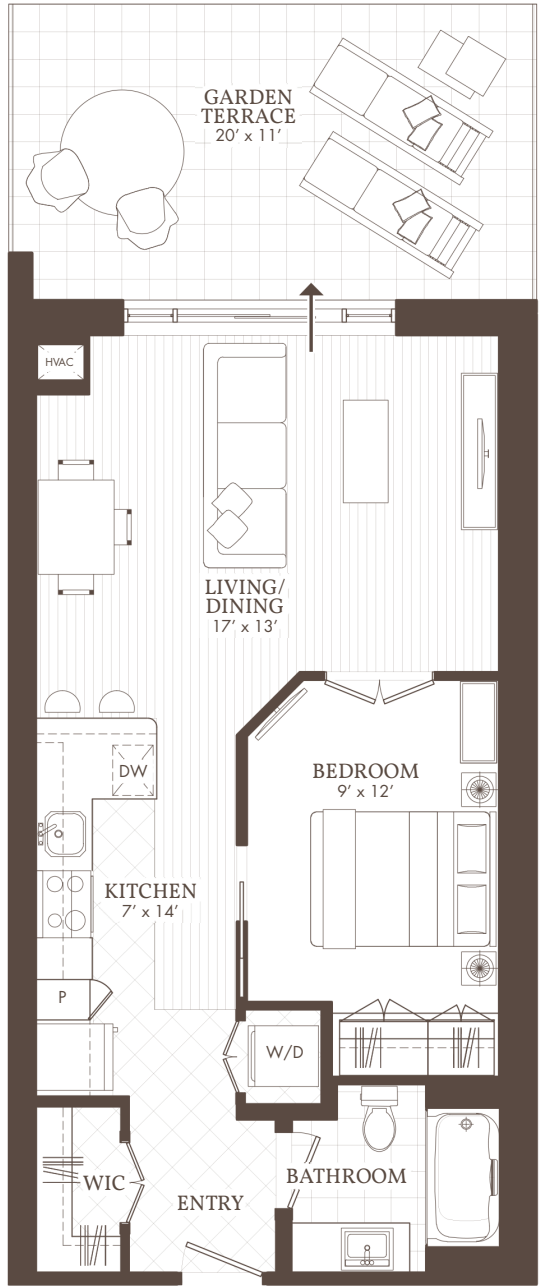 GARDEN
TERRACE
20’ x 11’
HVAC
LIVING/
DINING
17’ x 13’
DW
BEDROOM
9’ x 12’
KITCHEN
7’ x 14’
P
W/D
WIC
BATHROOM
ENTRY